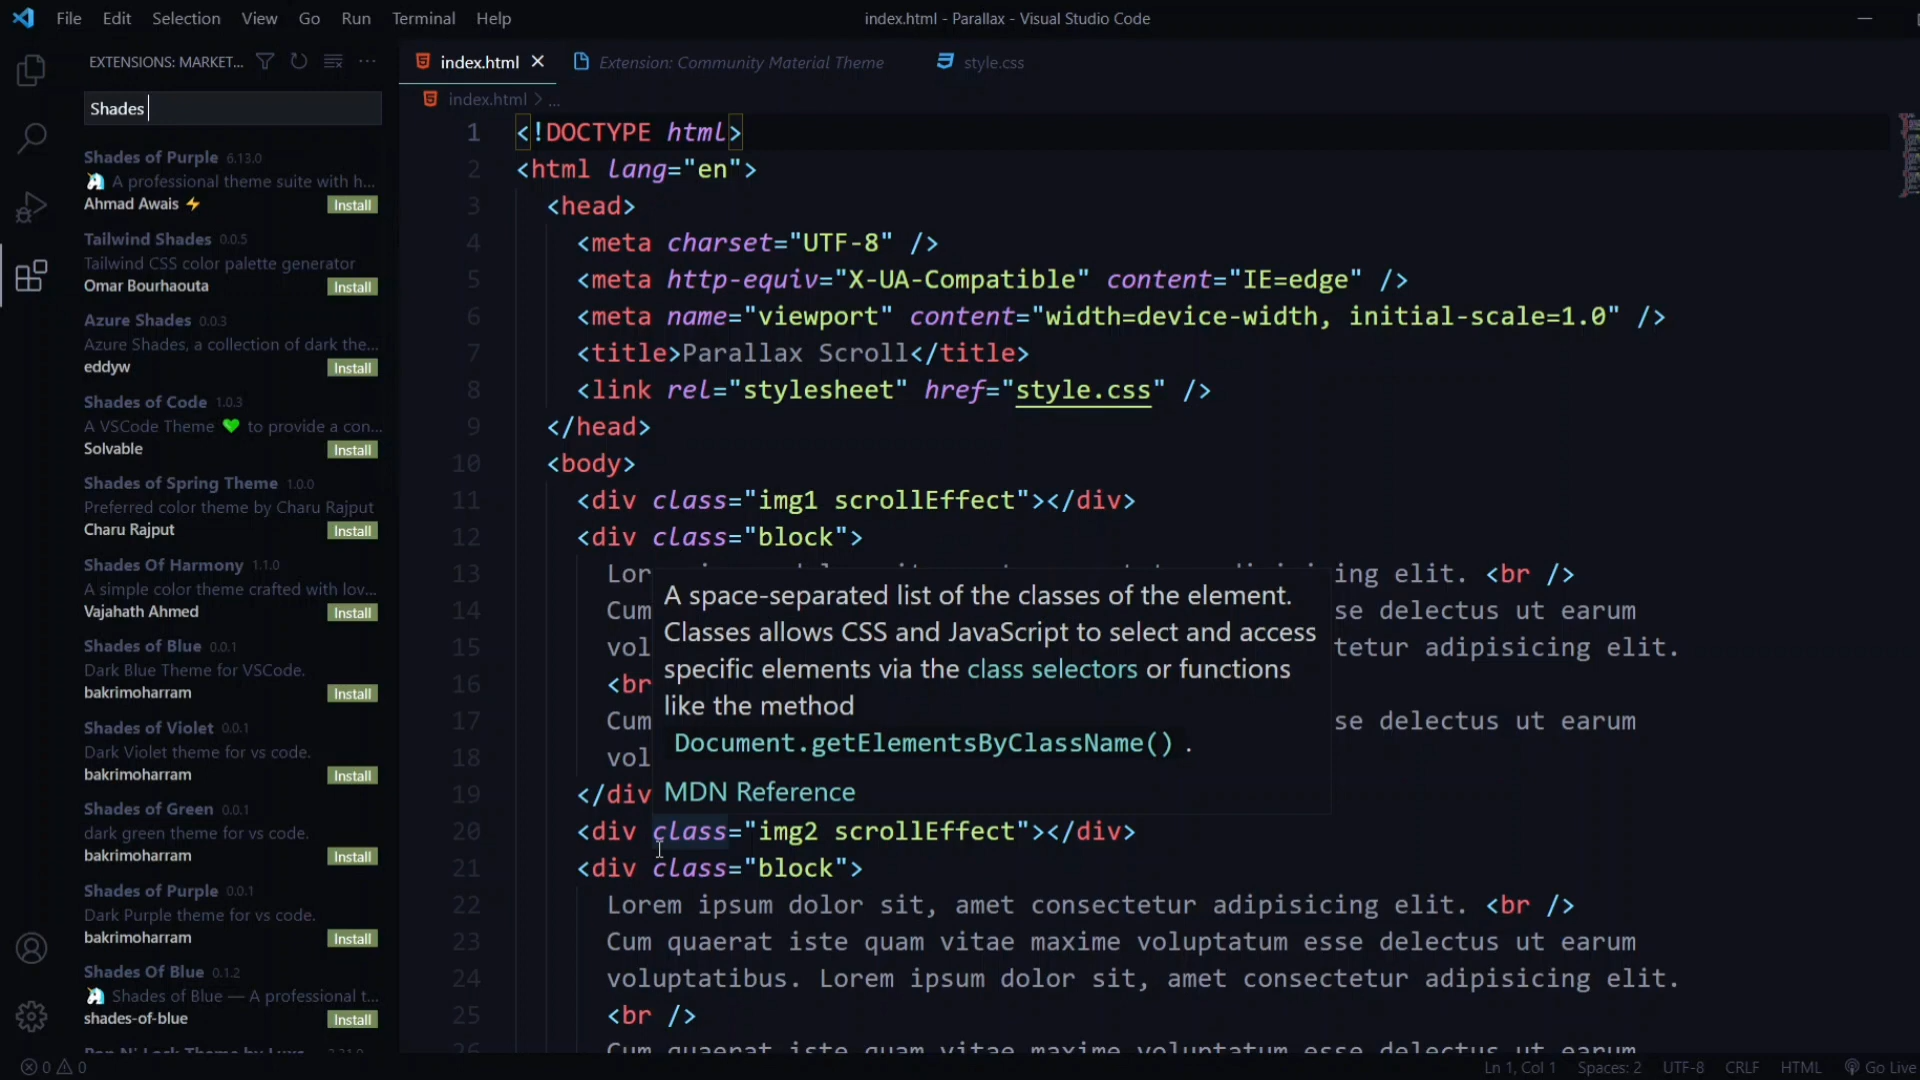 File Edit Selection View Go Run Terminal Help
index.html - Parallax - Visual Studio Code
EXTENSIONS: MARKET...
Shades
Shades of Purple 6.13.0
A professional theme suite with h...
Ahmad Awais
Install
Tailwind Shades 0.0.5
Tailwind CSS color palette generator
Omar Bourhaouta
Install
Azure Shades 0.0.3
Azure Shades, a collection of dark the...
eddyw
Install
Shades of Code 1.0.3
A VSCode Theme 💚 to provide a con...
Solvable
Install
Shades of Spring Theme 1.0.0
Preferred color theme by Charu Rajput
Charu Rajput
Install
Shades Of Harmony 1.1.0
A simple color theme crafted with lov...
Vajahath Ahmed
Install
Shades of Blue 0.0.1
Dark Blue Theme for VSCode.
bakrimoharram
Install
Shades of Violet 0.0.1
Dark Violet theme for vs code.
bakrimoharram
Install
Shades of Green 0.0.1
dark green theme for vs code.
bakrimoharram
Install
Shades of Purple 0.0.1
Dark Purple theme for vs code.
bakrimoharram
Install
Shades Of Blue 0.1.2
Shades of Blue — A professional t...
shades-of-blue
Install
index.html
Extension: Community Material Theme
style.css
index.html > ...
1 <!DOCTYPE html>
2 <html lang="en">
3 <head>
4 <meta charset="UTF-8" />
5 <meta http-equiv="X-UA-Compatible" content="IE=edge" />
6 <meta name="viewport" content="width=device-width, initial-scale=1.0" />
7 <title>Parallax Scroll</title>
8 <link rel="stylesheet" href="style.css" />
9 </head>
10 <body>
11 <div class="img1 scrollEffect"></div>
12 <div class="block">
13 Lor ing elit. <br />
14 Cum se delectus ut earum
15 vol tetur adipisicing elit.
16 <br
17 Cum se delectus ut earum
18 vol
19 </div
A space-separated list of the classes of the element.
Classes allows CSS and JavaScript to select and access
specific elements via the class selectors or functions
like the method
Document.getElementsByClassName() .
MDN Reference
20 <div class="img2 scrollEffect"></div>
21 <div class="block">
22 Lorem ipsum dolor sit, amet consectetur adipisicing elit. <br />
23 Cum quaerat iste quam vitae maxime voluptatum esse delectus ut earum
24 voluptatibus. Lorem ipsum dolor sit, amet consectetur adipisicing elit.
25 <br />
26 Cum quaerat iste quam vitae maxime voluptatum esse delectus ut earum
0 0
Ln 1, Col 1 Spaces: 2 UTF-8 CRLF HTML Go Live